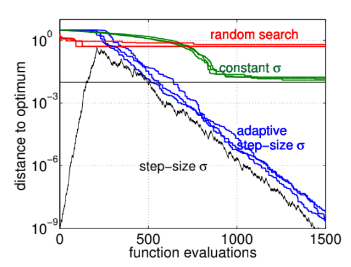 10^0
10^-3
10^-6
10^-9
distance to optimum
random search
constant σ
adaptive
step-size σ
step-size σ
0
500
1000
1500
function evaluations